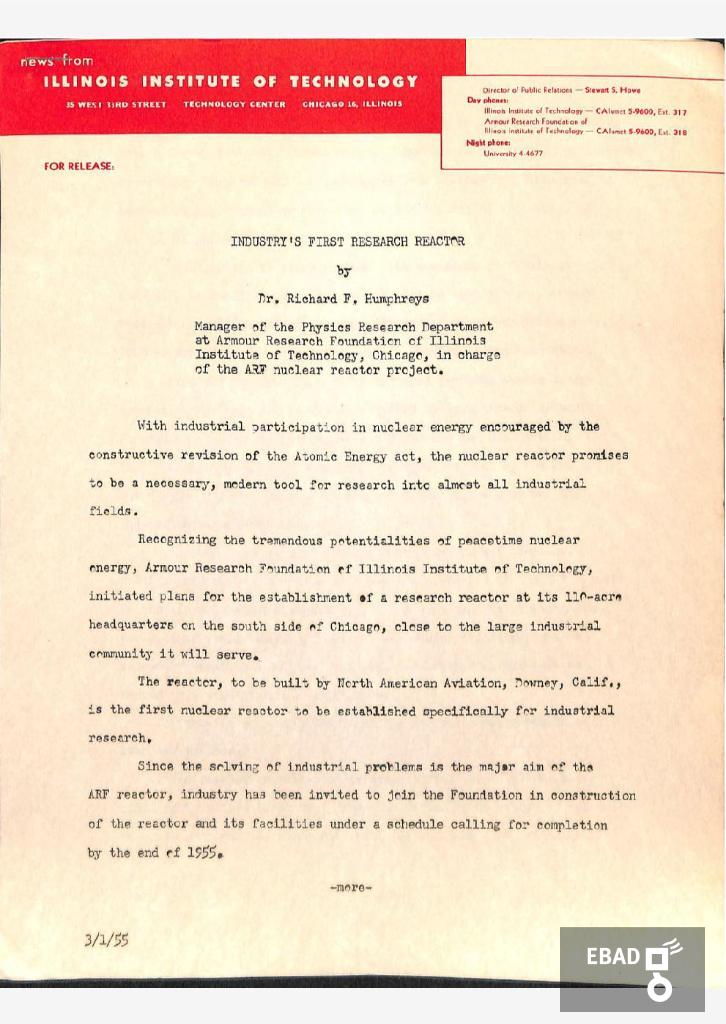 news from
ILLINOIS INSTITUTE OF TECHNOLOGY
35 WEST 33RD STREET TECHNOLOGY CENTER CHICAGO 16, ILLINOIS
Director of Public Relations — Stewart S. Howe
Day phones:
Illinois Institute of Technology — CAlumet 5-9600, Ext. 317
Armour Research Foundation of
Illinois Institute of Technology — CAlumet 5-9600, Ext. 318
Night phone:
University 4-4677
FOR RELEASE:
INDUSTRY'S FIRST RESEARCH REACTOR
by
Dr. Richard F. Humphreys
Manager of the Physics Research Department
at Armour Research Foundation of Illinois
Institute of Technology, Chicago, in charge
of the ARF nuclear reactor project.
With industrial participation in nuclear energy encouraged by the
constructive revision of the Atomic Energy act, the nuclear reactor promises
to be a necessary, modern tool for research into almost all industrial
fields.
Recognizing the tremendous potentialities of peacetime nuclear
energy, Armour Research Foundation of Illinois Institute of Technology,
initiated plans for the establishment of a research reactor at its 110-acre
headquarters on the south side of Chicago, close to the large industrial
community it will serve.
The reactor, to be built by North American Aviation, Downey, Calif.,
is the first nuclear reactor to be established specifically for industrial
research.
Since the solving of industrial problems is the major aim of the
ARF reactor, industry has been invited to join the Foundation in construction
of the reactor and its facilities under a schedule calling for completion
by the end of 1955.
-more-
3/1/55
EBAD